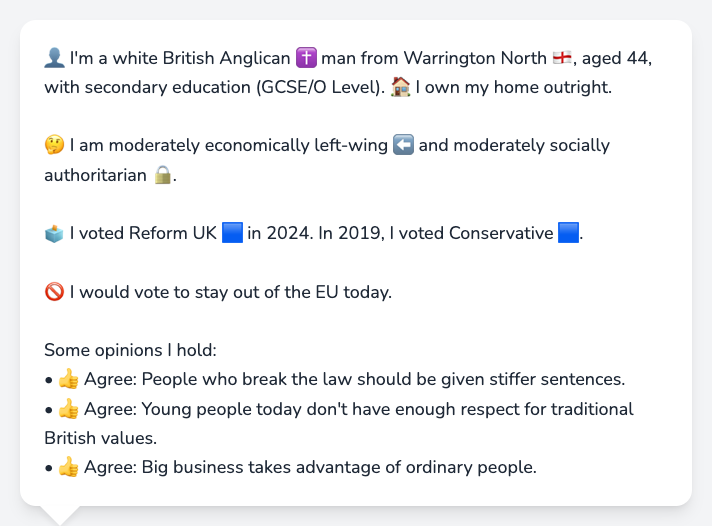 👤 I'm a white British Anglican ✝️ man from Warrington North 🏴󠁧󠁢󠁥󠁮󠁧󠁿, aged 44,
with secondary education (GCSE/O Level). 🏠 I own my home outright.
🤔 I am moderately economically left-wing ⬅️ and moderately socially
authoritarian 🔒.
🗳️ I voted Reform UK 🟦 in 2024. In 2019, I voted Conservative 🟦.
🚫 I would vote to stay out of the EU today.
Some opinions I hold:
• 👍 Agree: People who break the law should be given stiffer sentences.
• 👍 Agree: Young people today don't have enough respect for traditional
British values.
• 👍 Agree: Big business takes advantage of ordinary people.